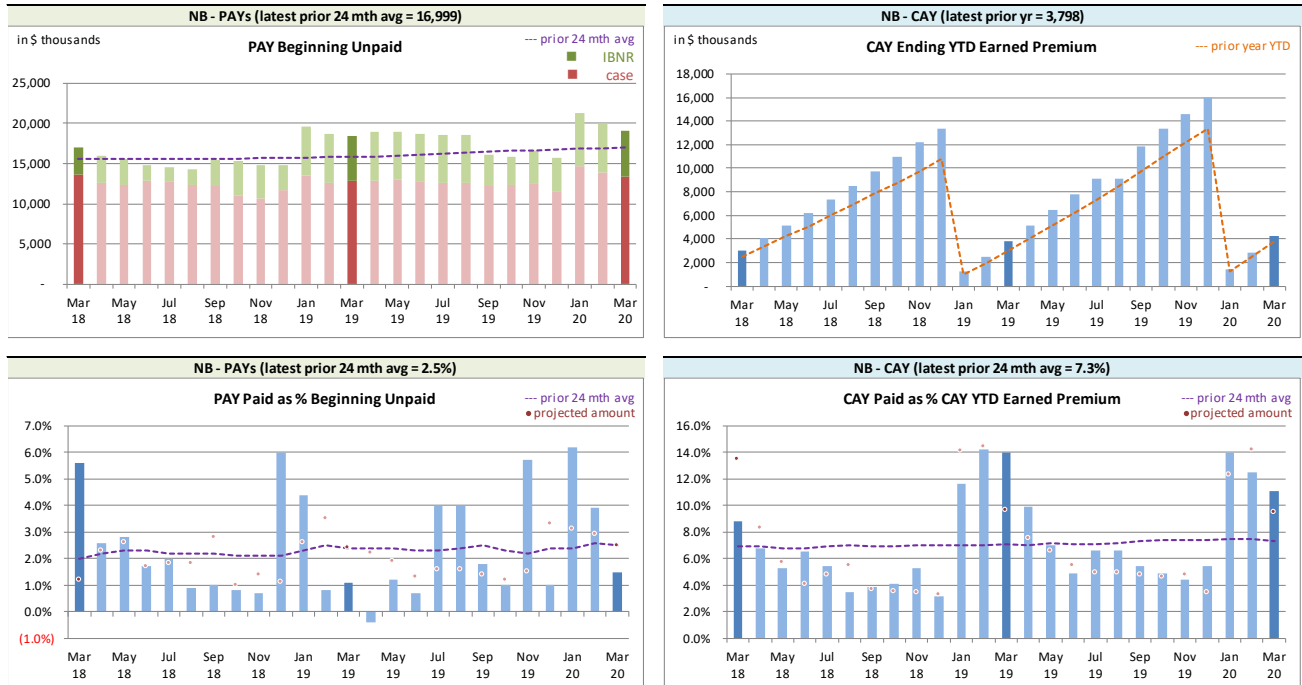 NB - PAYs (latest prior 24 mth avg = 16,999)
in $ thousands
PAY Beginning Unpaid
--- prior 24 mth avg
IBNR
case
25,000
20,000
15,000
10,000
5,000
-
Mar May Jul Sep Nov Jan Mar May Jul Sep Nov Jan Mar
18 18 18 18 18 19 19 19 19 19 19 20 20
NB - CAY (latest prior yr = 3,798)
in $ thousands
CAY Ending YTD Earned Premium
--- prior year YTD
18,000
16,000
14,000
12,000
10,000
8,000
6,000
4,000
2,000
-
Mar May Jul Sep Nov Jan Mar May Jul Sep Nov Jan Mar
18 18 18 18 18 19 19 19 19 19 19 20 20
NB - PAYs (latest prior 24 mth avg = 2.5%)
PAY Paid as % Beginning Unpaid
--- prior 24 mth avg
•projected amount
7.0%
6.0%
5.0%
4.0%
3.0%
2.0%
1.0%
0.0%
(1.0%)
Mar May Jul Sep Nov Jan Mar May Jul Sep Nov Jan Mar
18 18 18 18 18 19 19 19 19 19 19 20 20
NB - CAY (latest prior 24 mth avg = 7.3%)
CAY Paid as % CAY YTD Earned Premium
--- prior 24 mth avg
•projected amount
16.0%
14.0%
12.0%
10.0%
8.0%
6.0%
4.0%
2.0%
0.0%
Mar May Jul Sep Nov Jan Mar May Jul Sep Nov Jan Mar
18 18 18 18 18 19 19 19 19 19 19 20 20